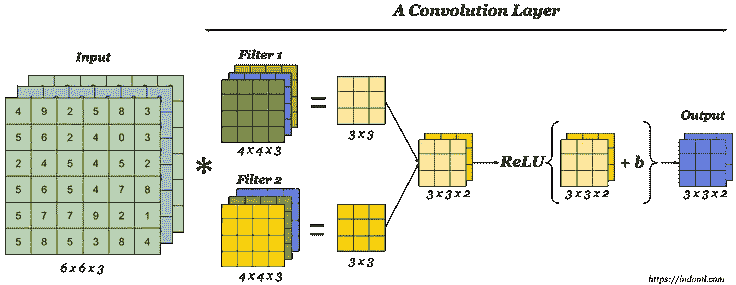 A Convolution Layer
Input
4 9 2 5 8 3
5 6 2 4 0 3
2 4 5 4 5 2
5 6 5 4 7 8
5 7 7 9 2 1
5 8 5 3 8 4
6 x 6 x 3
*
Filter 1
4 x 4 x 3
=
3 x 3
Filter 2
4 x 4 x 3
=
3 x 3
3 x 3 x 2
ReLU { + b }
3 x 3 x 2
Output
3 x 3 x 2
https://indoml.com